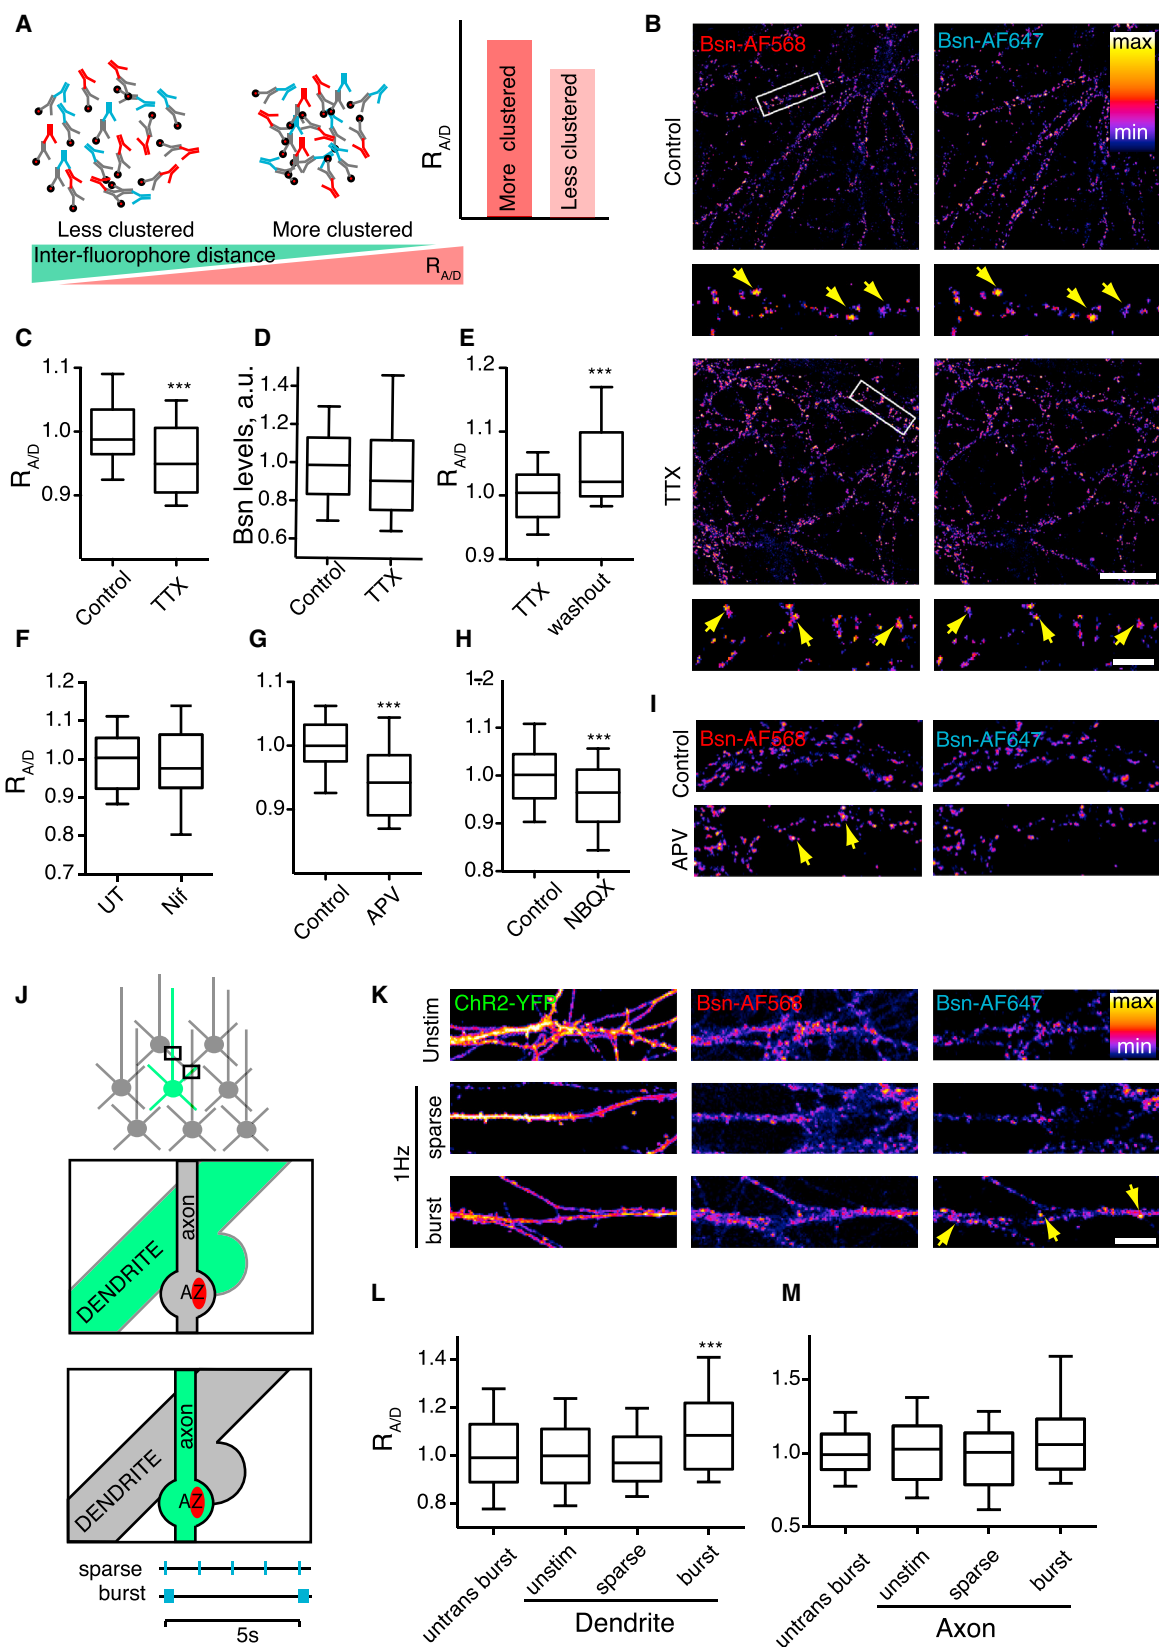 A
Less clustered
More clustered
Inter-fluorophore distance
RA/D
RA/D
More clustered
Less clustered
B
Control
Bsn-AF568
Bsn-AF647
max
min
TTX
C
RA/D
1.1
1.0
0.9
***
Control
TTX
D
Bsn levels, a.u.
1.4
1.2
1.0
0.8
0.6
Control
TTX
E
RA/D
1.2
1.1
1.0
0.9
***
TTX
washout
F
RA/D
1.2
1.1
1.0
0.9
0.8
0.7
UT
Nif
G
1.1
1.0
0.9
***
Control
APV
H
1.2
1.1
1.0
0.9
0.8
***
Control
NBQX
I
Control
Bsn-AF568
Bsn-AF647
APV
J
DENDRITE
axon
AZ
DENDRITE
axon
AZ
sparse
burst
5s
K
Unstim
ChR2-YFP
Bsn-AF568
Bsn-AF647
max
min
1Hz
sparse
burst
L
RA/D
1.4
1.2
1.0
0.8
***
untrans burst
unstim
sparse
burst
Dendrite
M
1.5
1.0
0.5
untrans burst
unstim
sparse
burst
Axon